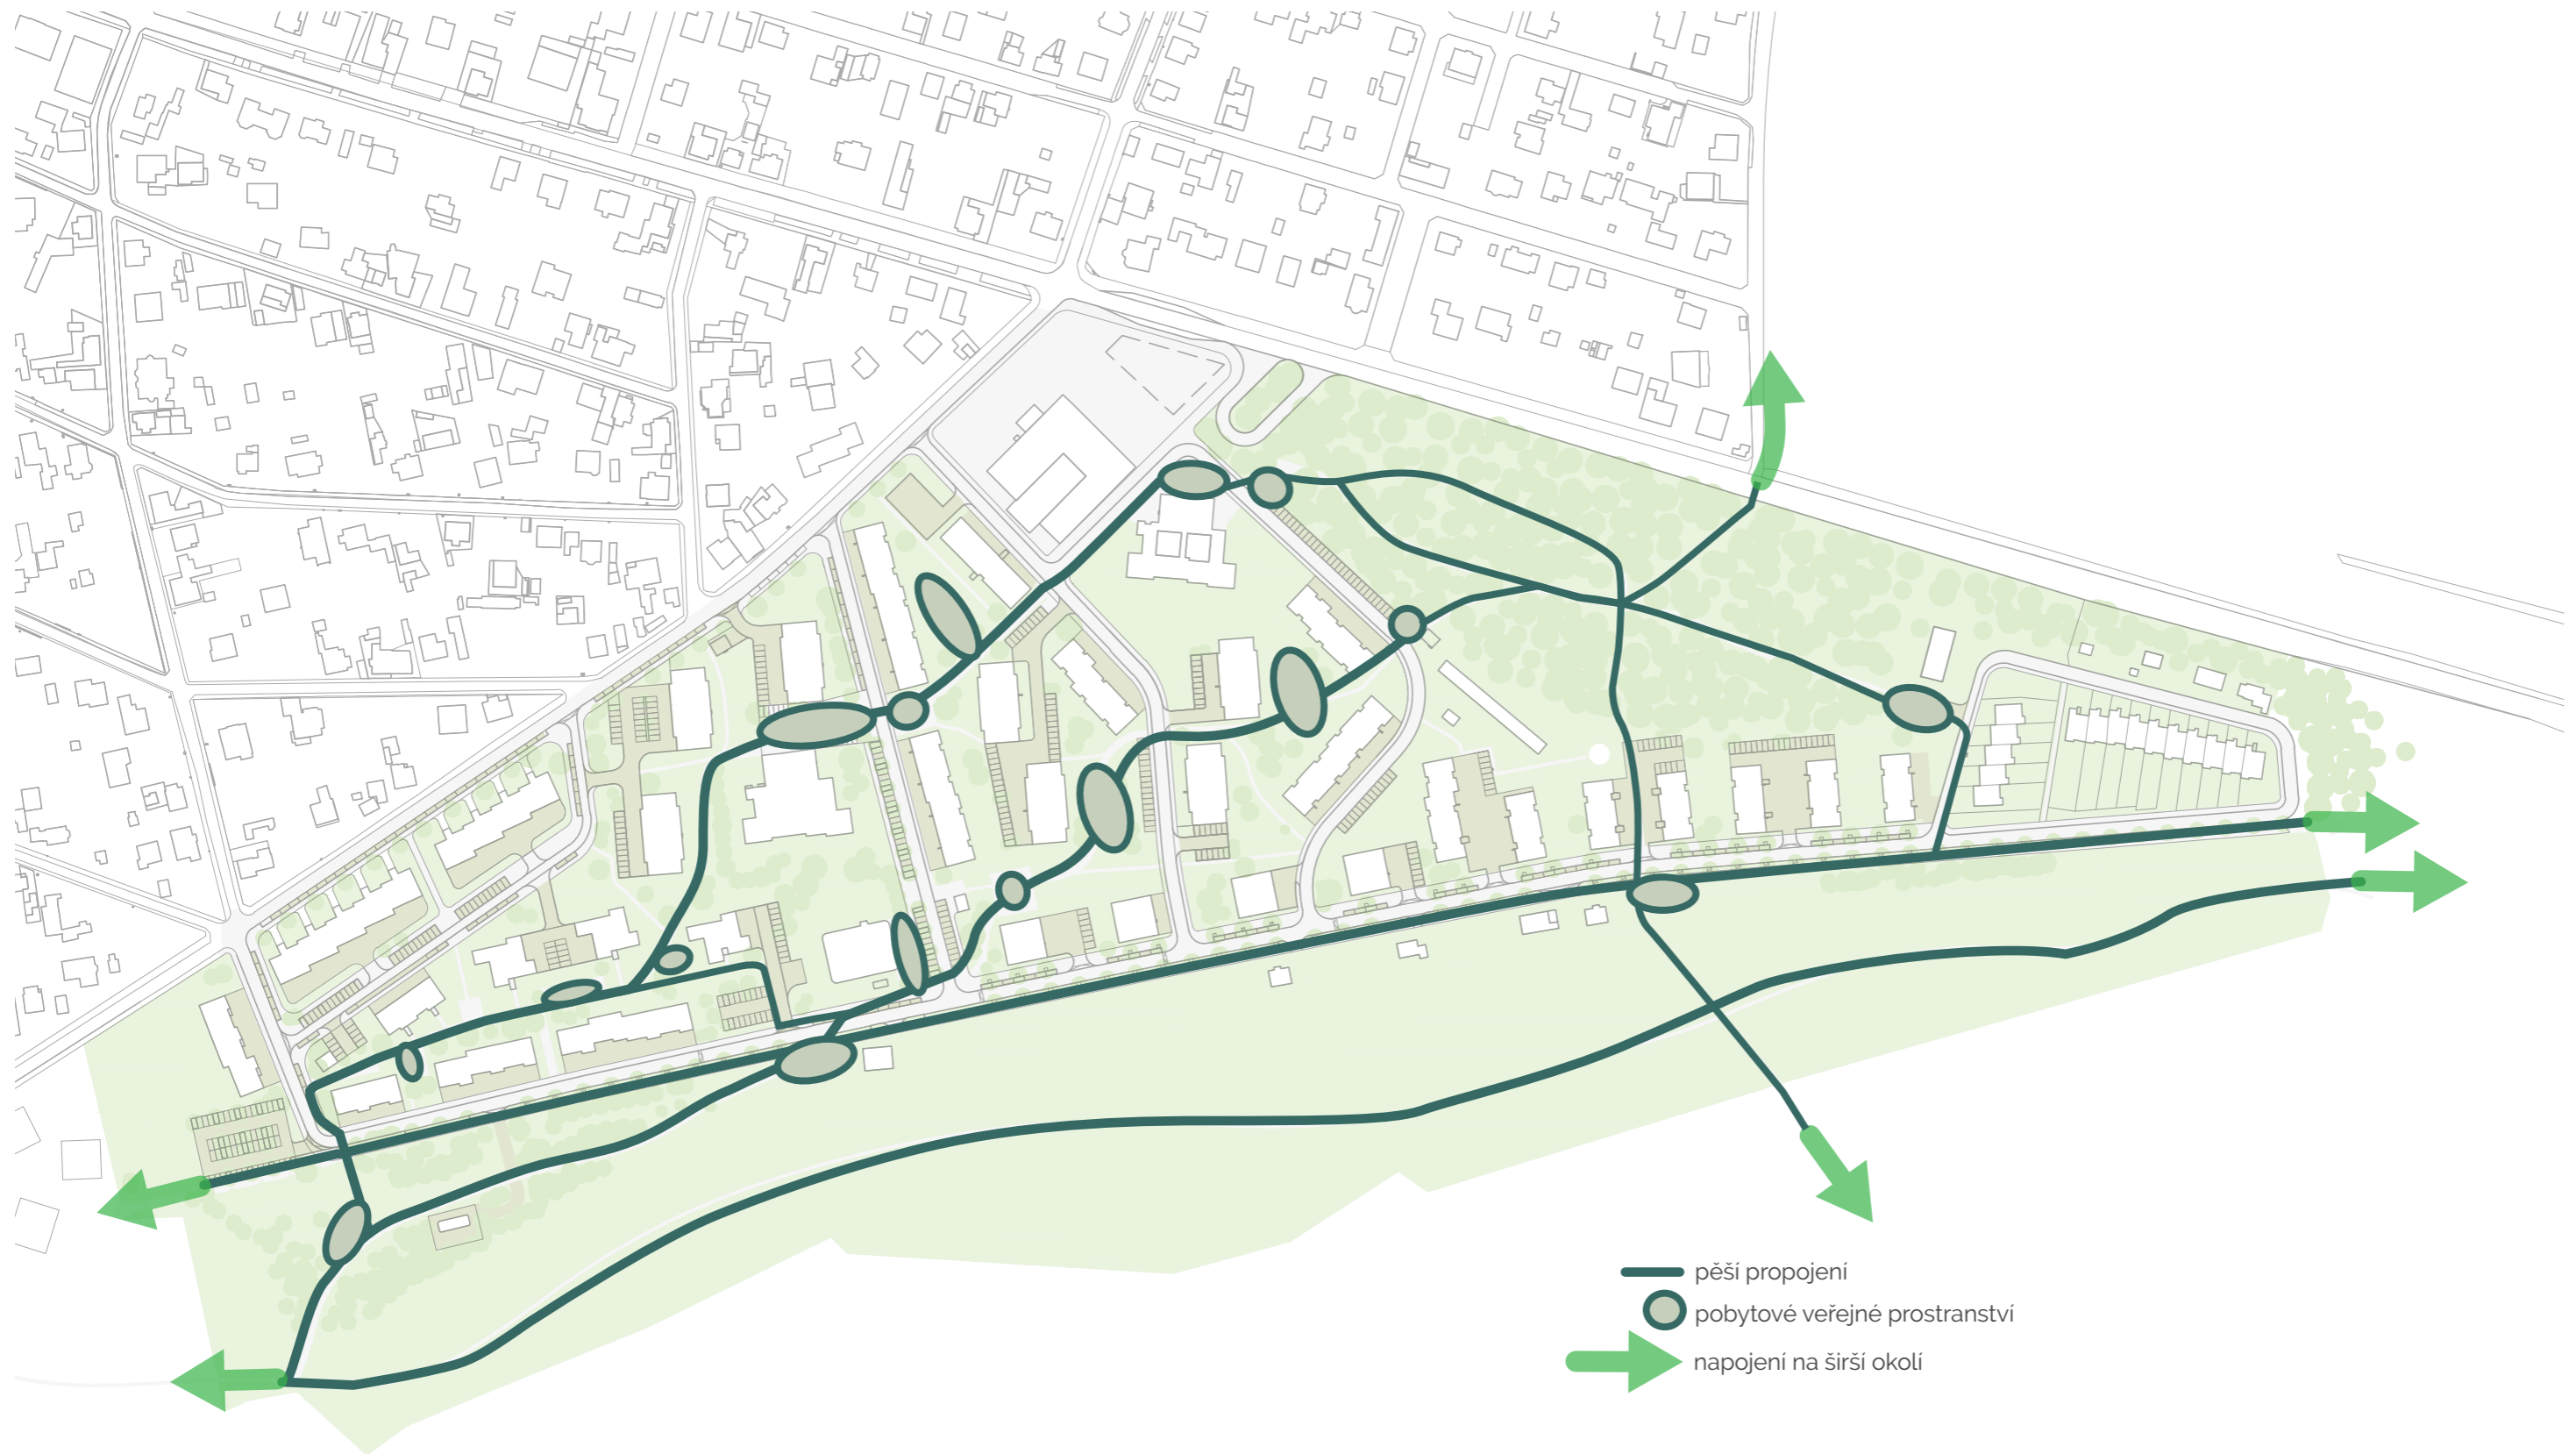 pěší propojení
pobytové veřejné prostranství
napojení na širší okolí